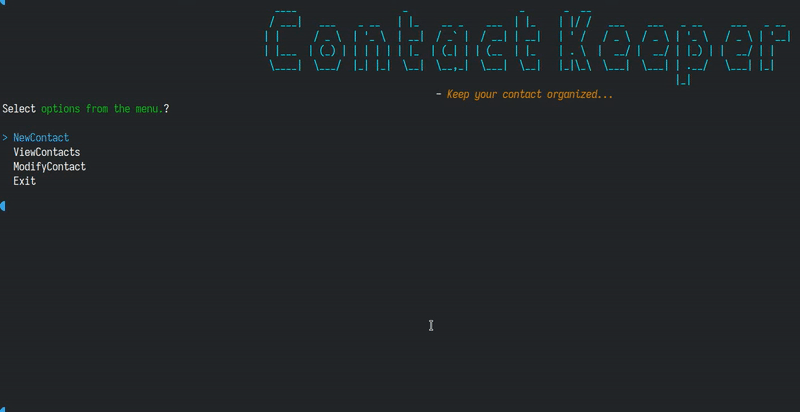 Contact Keeper
- Keep your contact organized...
Select options from the menu.?
> NewContact
ViewContacts
ModifyContact
Exit